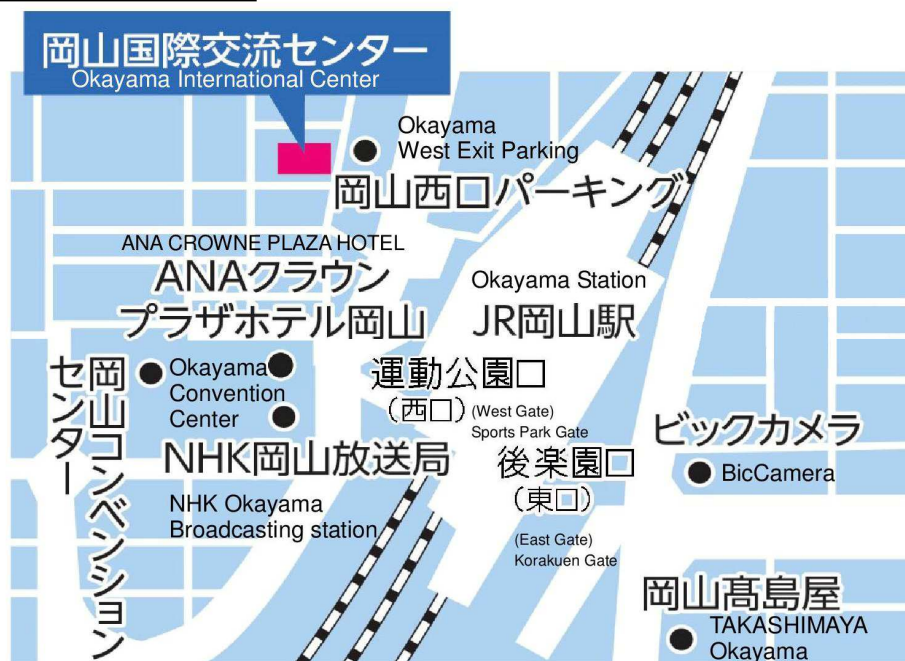 岡山国際交流センター
Okayama International Center
Okayama
West Exit Parking
岡山西口パーキング
ANA CROWNE PLAZA HOTEL
ANAクラウン
プラザホテル岡山
Okayama Station
JR岡山駅
運動公園口
(西口)
(West Gate)
Sports Park Gate
岡山コンベンション
センター
Okayama
Convention
Center
NHK岡山放送局
NHK Okayama
Broadcasting station
後楽園口
(東口)
(East Gate)
Korakuen Gate
ビックカメラ
BicCamera
岡山髙島屋
TAKASHIMAYA
Okayama